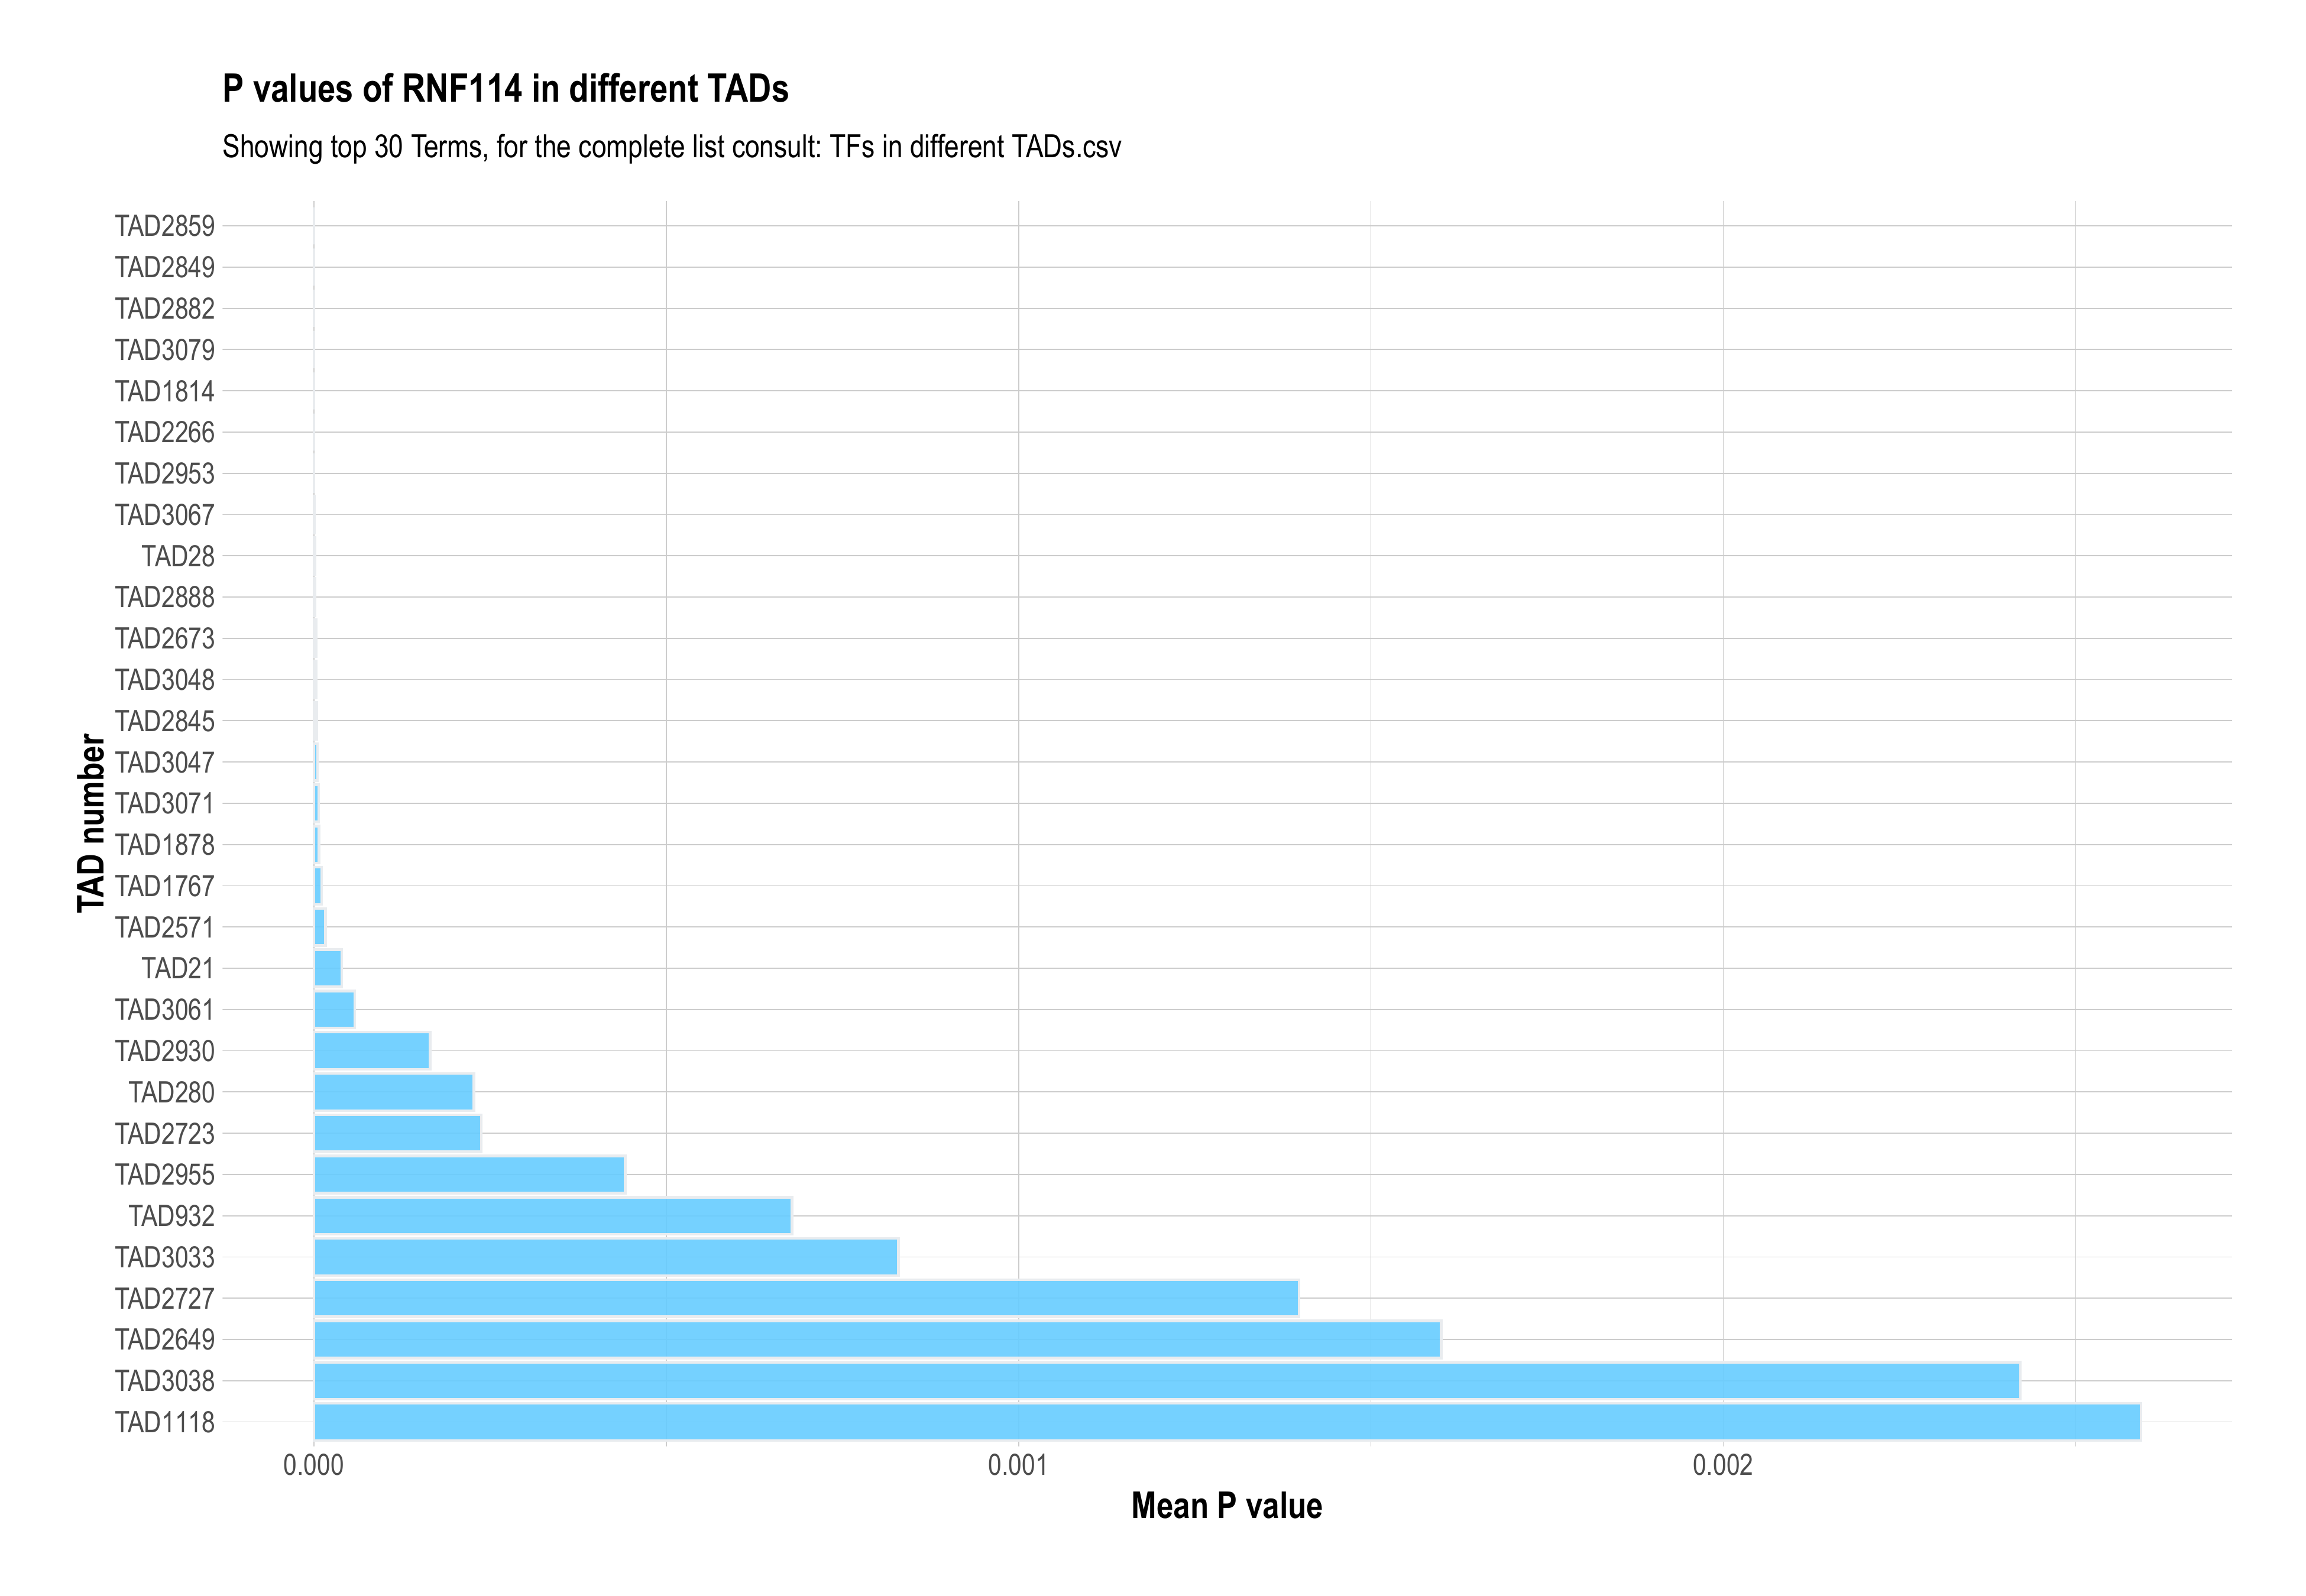 P values of RNF114 in different TADs
Showing top 30 Terms, for the complete list consult: TFs in different TADs.csv
TAD number
TAD2859
TAD2849
TAD2882
TAD3079
TAD1814
TAD2266
TAD2953
TAD3067
TAD28
TAD2888
TAD2673
TAD3048
TAD2845
TAD3047
TAD3071
TAD1878
TAD1767
TAD2571
TAD21
TAD3061
TAD2930
TAD280
TAD2723
TAD2955
TAD932
TAD3033
TAD2727
TAD2649
TAD3038
TAD1118
0.000 0.001 0.002
Mean P value